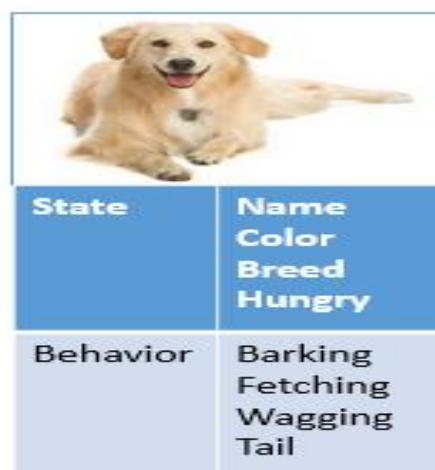 State
Name
Color
Breed
Hungry
Behavior
Barking
Fetching
Wagging
Tail